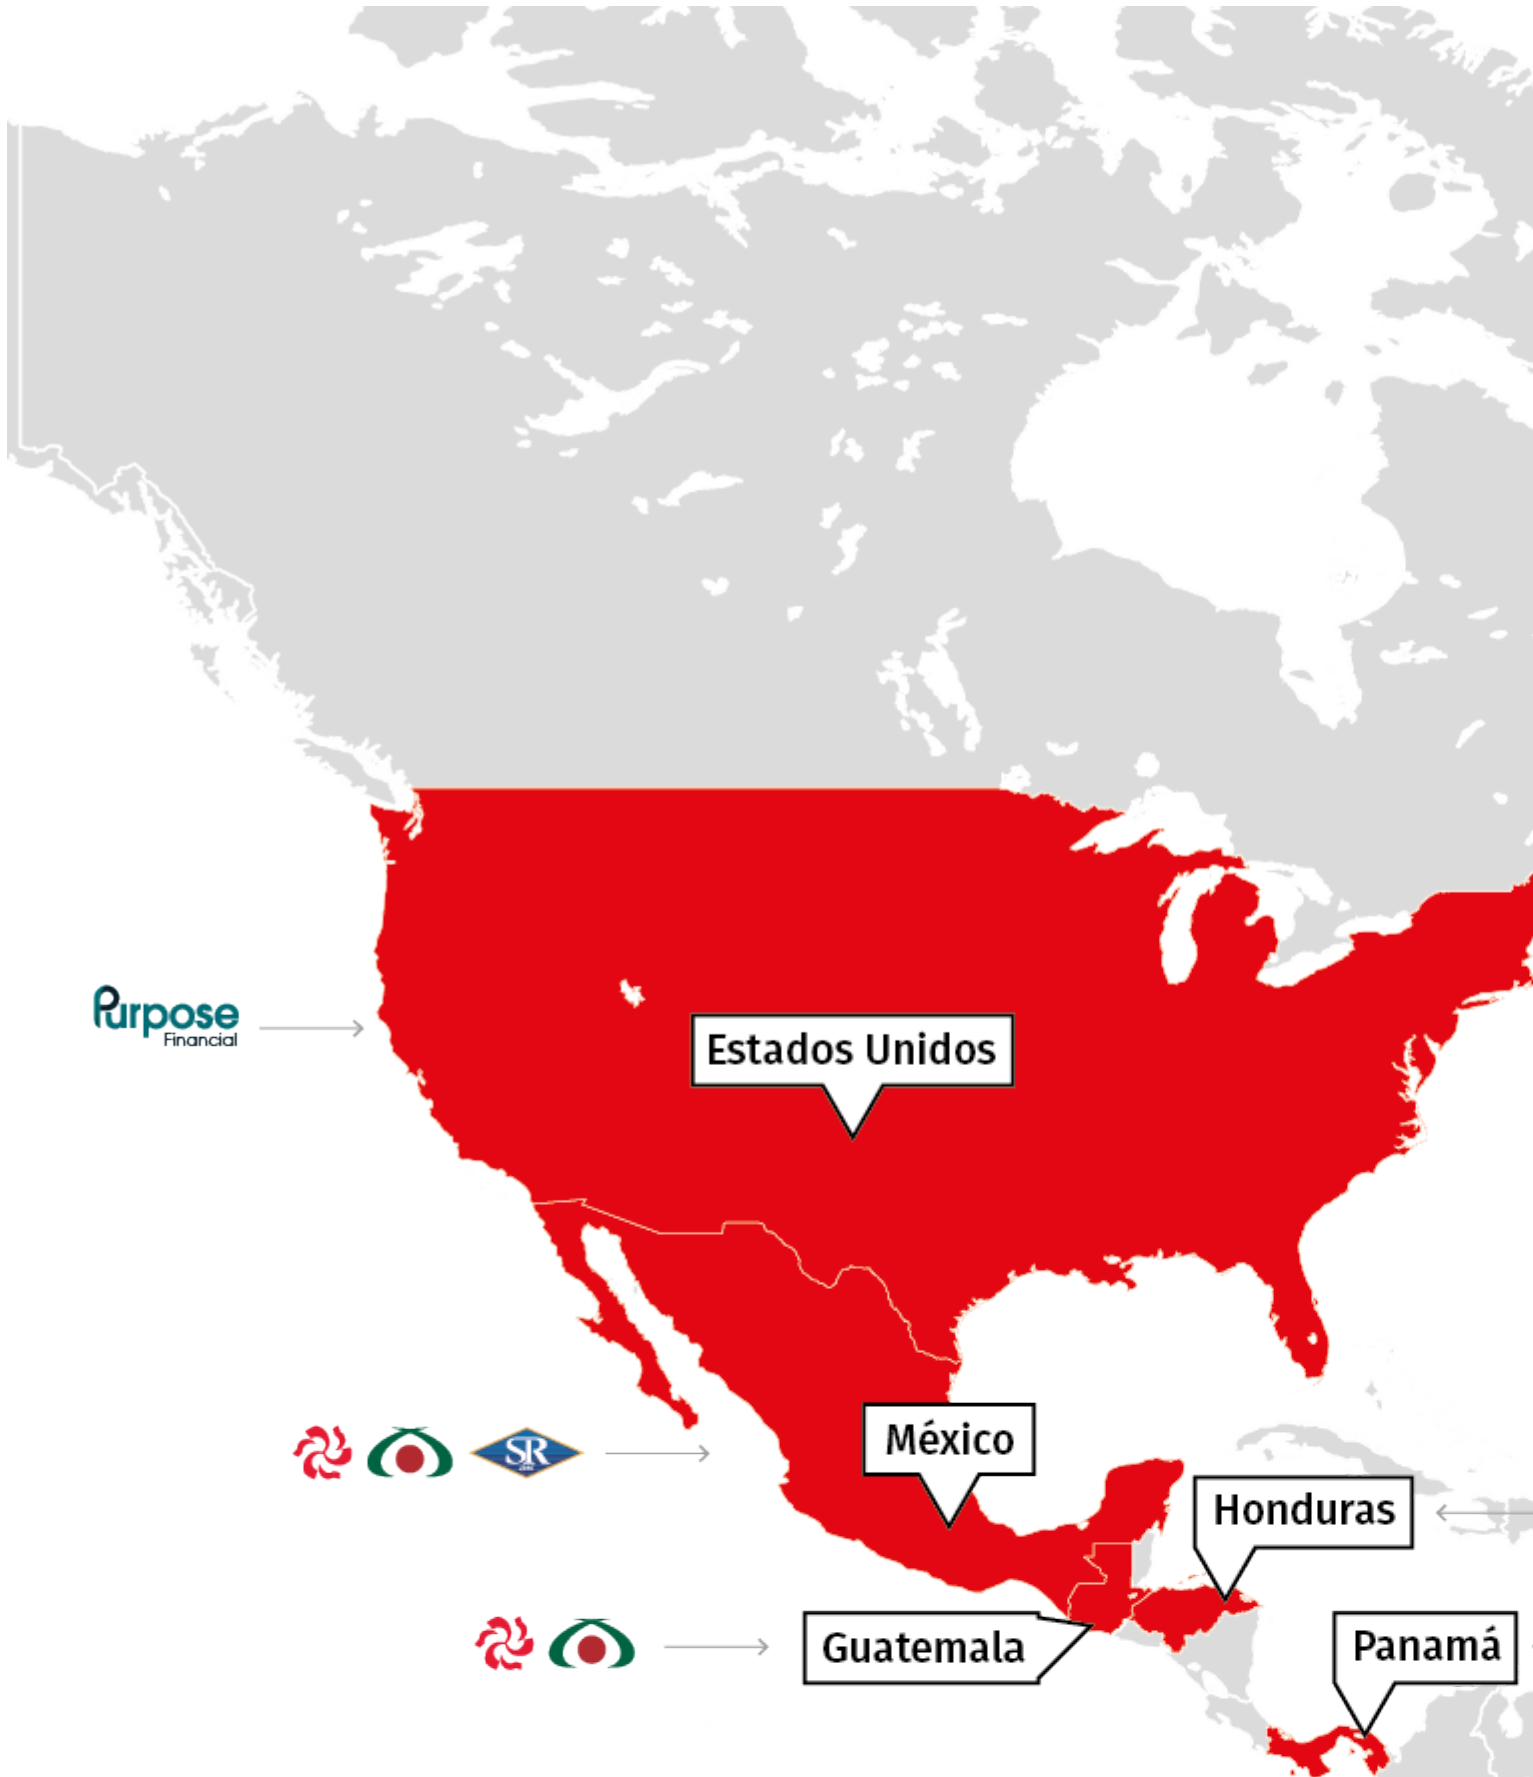 Purpose
Financial
Estados Unidos
México
SR
Honduras
Guatemala
Panamá